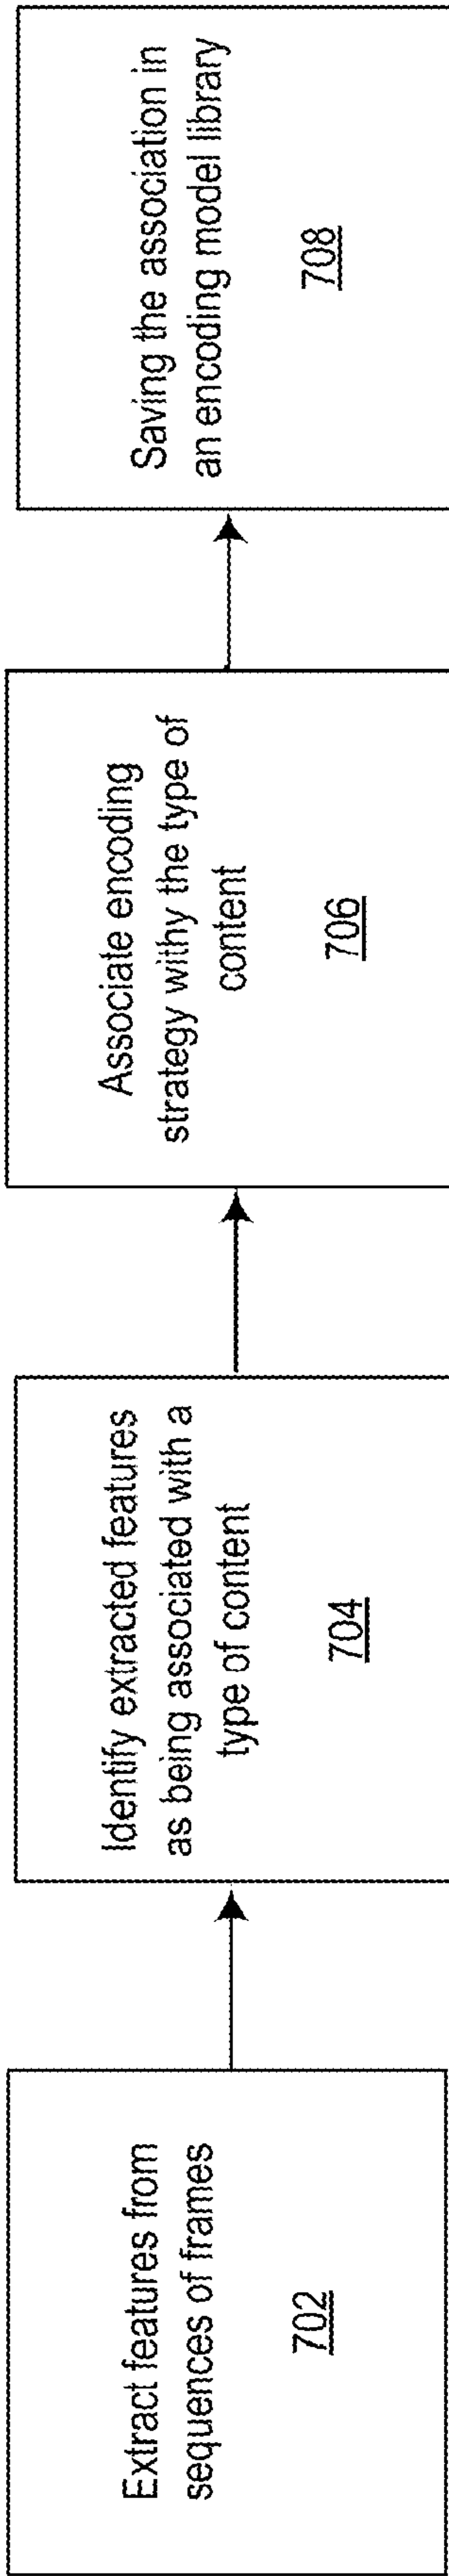 Extract features from
sequences of frames
702
Identify extracted features
as being associated with a
type of content
704
Associate encoding
strategy withy the type of
content
706
Saving the association in
an encoding model library
708